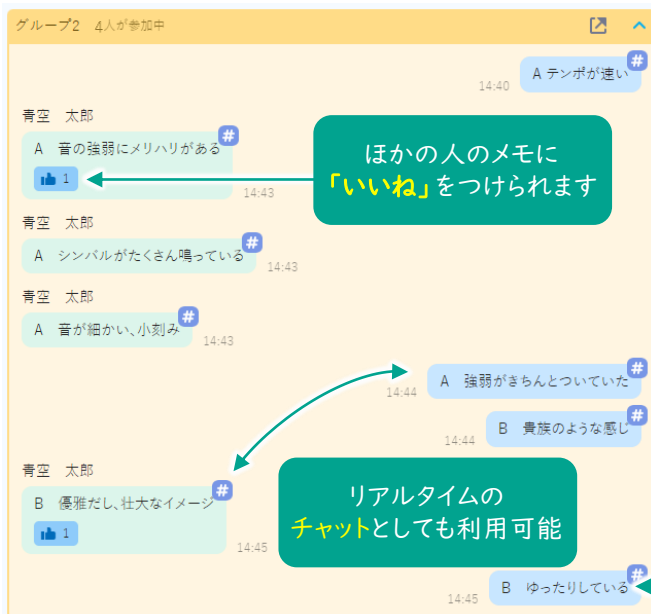 グループ2 4人が参加中
A テンポが速い
#
14:40
青空 太郎
#
A 音の強弱にメリハリがある
1
14:43
ほかの人のメモに
「いいね」をつけられます
青空 太郎
#
A シンバルがたくさん鳴っている
14:43
青空 太郎
#
A 音が細かい、小刻み
14:43
#
A 強弱がきちんとついていた
14:44
#
B 貴族のような感じ
14:44
青空 太郎
#
B 優雅だし、壮大なイメージ
1
14:45
リアルタイムの
チャットとしても利用可能
#
B ゆったりしている
14:45